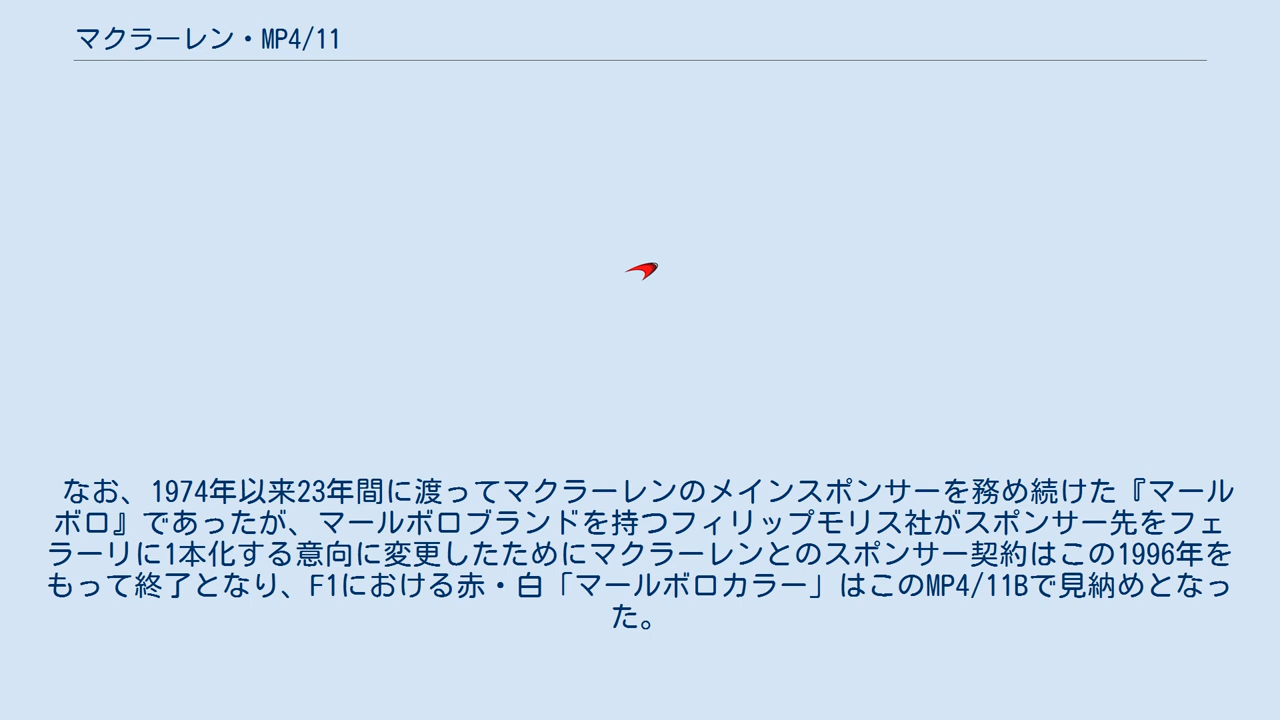 マクラーレン・MP4/11
なお、1974年以来23年間に渡ってマクラーレンのメインスポンサーを務め続けた『マール
ボロ』であったが、マールボロブランドを持つフィリップモリス社がスポンサー先をフェ
ラーリに1本化する意向に変更したためにマクラーレンとのスポンサー契約はこの1996年を
もって終了となり、F1における赤・白「マールボロカラー」はこのMP4/11Bで見納めとなっ
た。